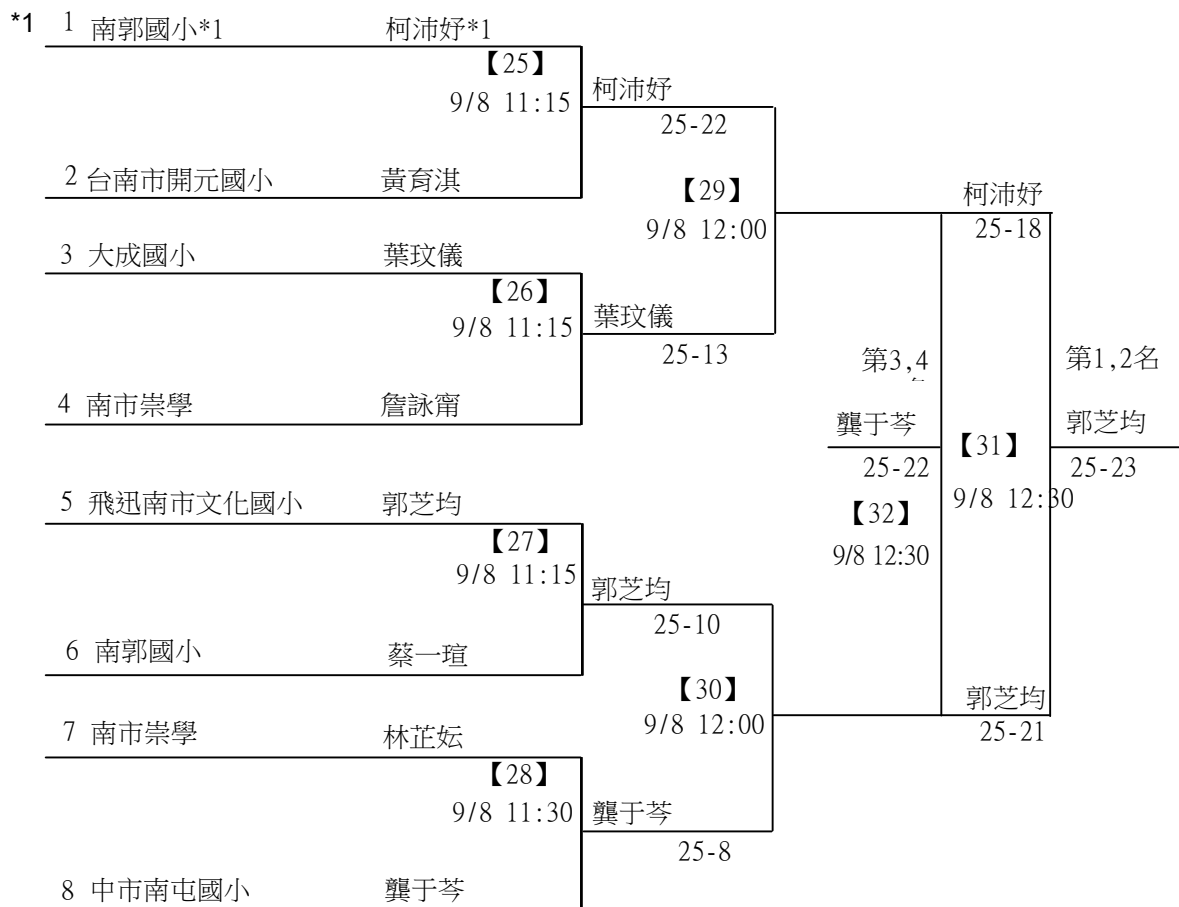 *1 1 南郭國小*1 柯沛妤*1
【25】
9/8 11:15
柯沛妤
25-22
2 台南市開元國小 黃育淇
【29】
9/8 12:00
柯沛妤
25-18
3 大成國小 葉玟儀
【26】
9/8 11:15
葉玟儀
25-13
4 南市崇學 詹詠甯
第3,4
第1,2名
龔于芩
25-22
【31】
9/8 12:30
郭芝均
25-23
【32】
9/8 12:30
5 飛迅南市文化國小 郭芝均
【27】
9/8 11:15
郭芝均
25-10
6 南郭國小 蔡一瑄
【30】
9/8 12:00
郭芝均
25-21
7 南市崇學 林芷妘
【28】
9/8 11:30
龔于芩
25-8
8 中市南屯國小 龔于芩